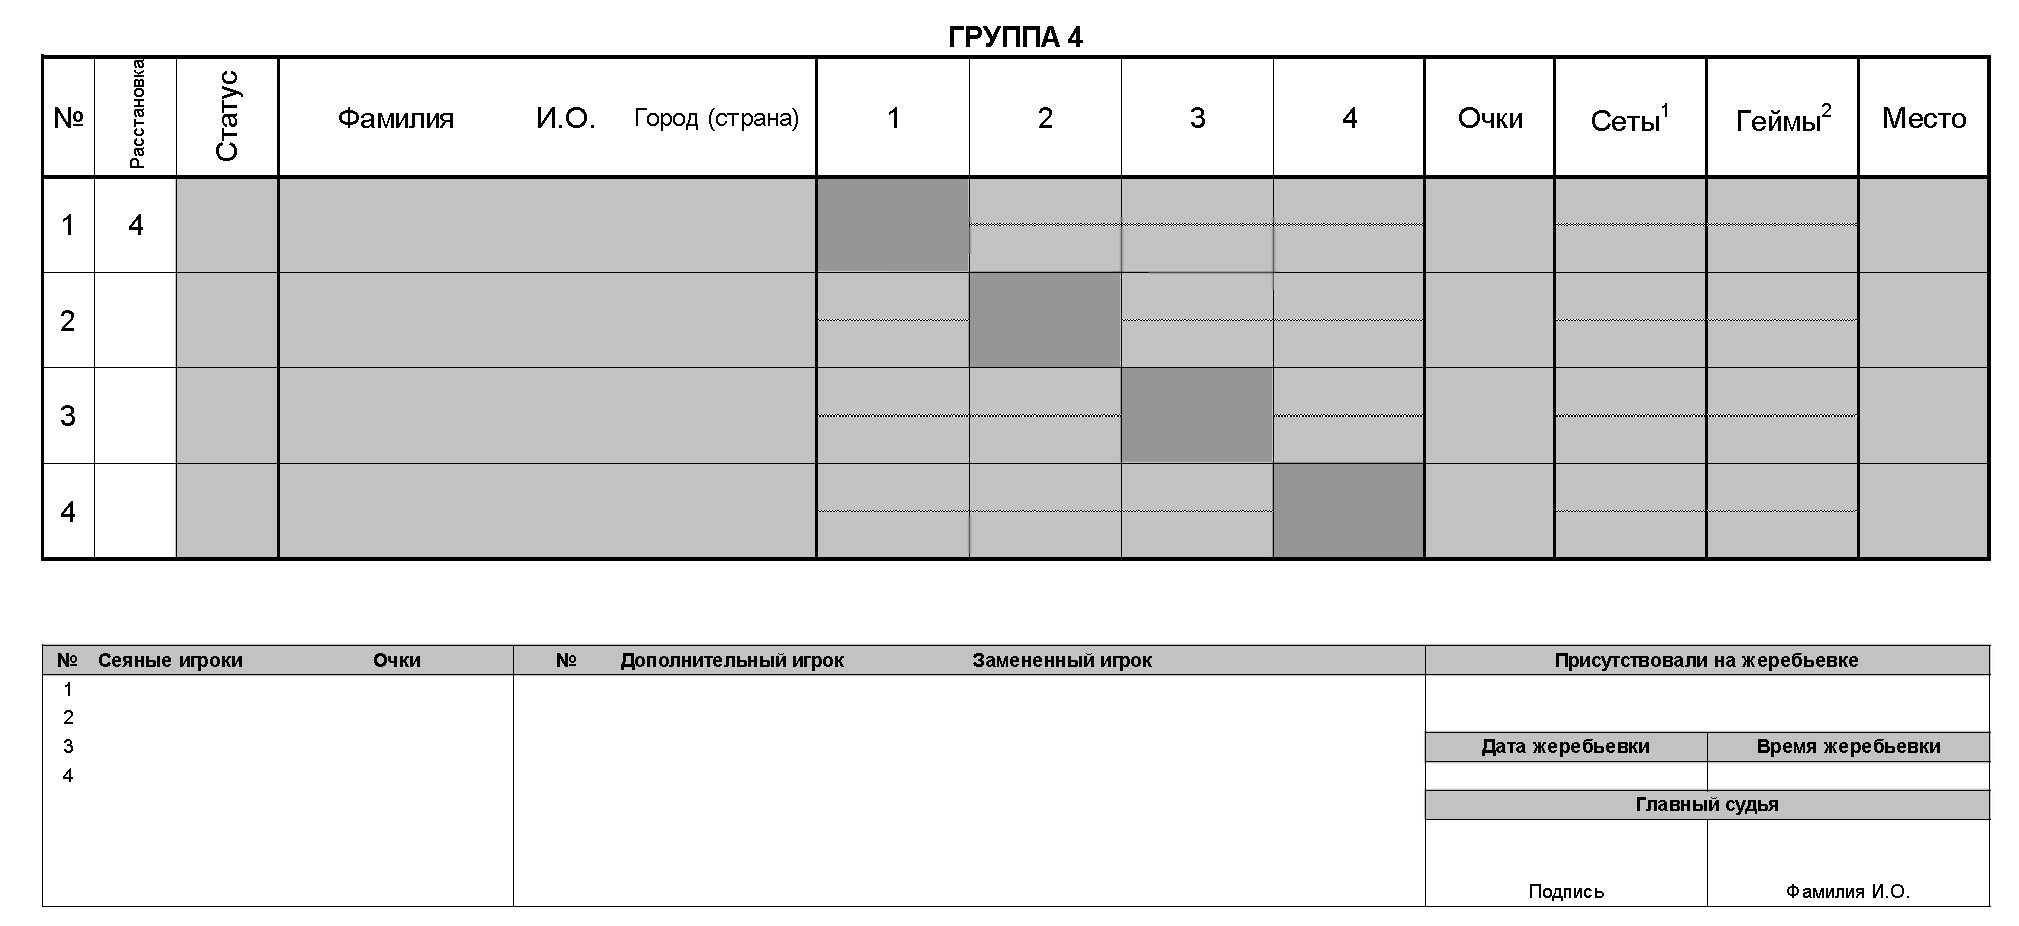 ГРУППА 4
№ Расстановка Статус Фамилия И.О. Город (страна) 1 2 3 4 Очки Сеты1 Геймы2 Место
1 4
2
3
4
№ Сеяные игроки Очки № Дополнительный игрок Замененный игрок Присутствовали на жеребьевке
1
2
3 Дата жеребьевки Время жеребьевки
4
Главный судья
Подпись Фамилия И.О.